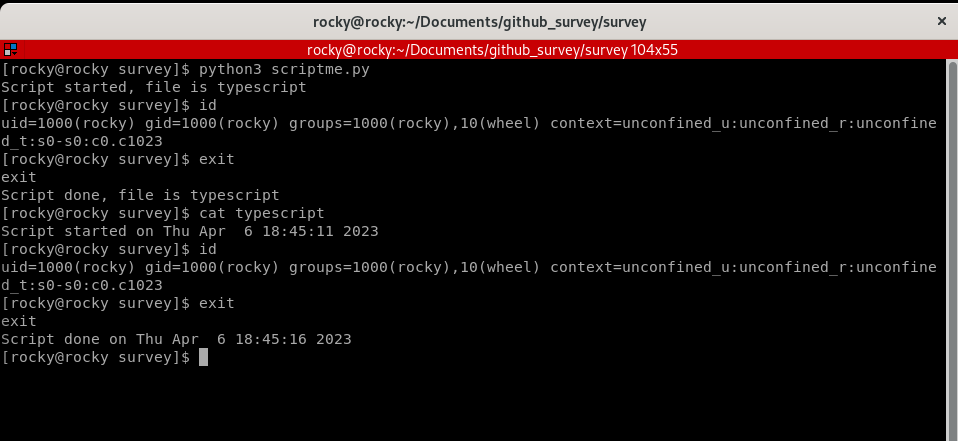 rocky@rocky:~/Documents/github_survey/survey
rocky@rocky:~/Documents/github_survey/survey 104x55
[rocky@rocky survey]$ python3 scriptme.py
Script started, file is typescript
[rocky@rocky survey]$ id
uid=1000(rocky) gid=1000(rocky) groups=1000(rocky),10(wheel) context=unconfined_u:unconfined_r:unconfine
d_t:s0-s0:c0.c1023
[rocky@rocky survey]$ exit
exit
Script done, file is typescript
[rocky@rocky survey]$ cat typescript
Script started on Thu Apr  6 18:45:11 2023
[rocky@rocky survey]$ id
uid=1000(rocky) gid=1000(rocky) groups=1000(rocky),10(wheel) context=unconfined_u:unconfined_r:unconfine
d_t:s0-s0:c0.c1023
[rocky@rocky survey]$ exit
exit
Script done on Thu Apr  6 18:45:16 2023
[rocky@rocky survey]$